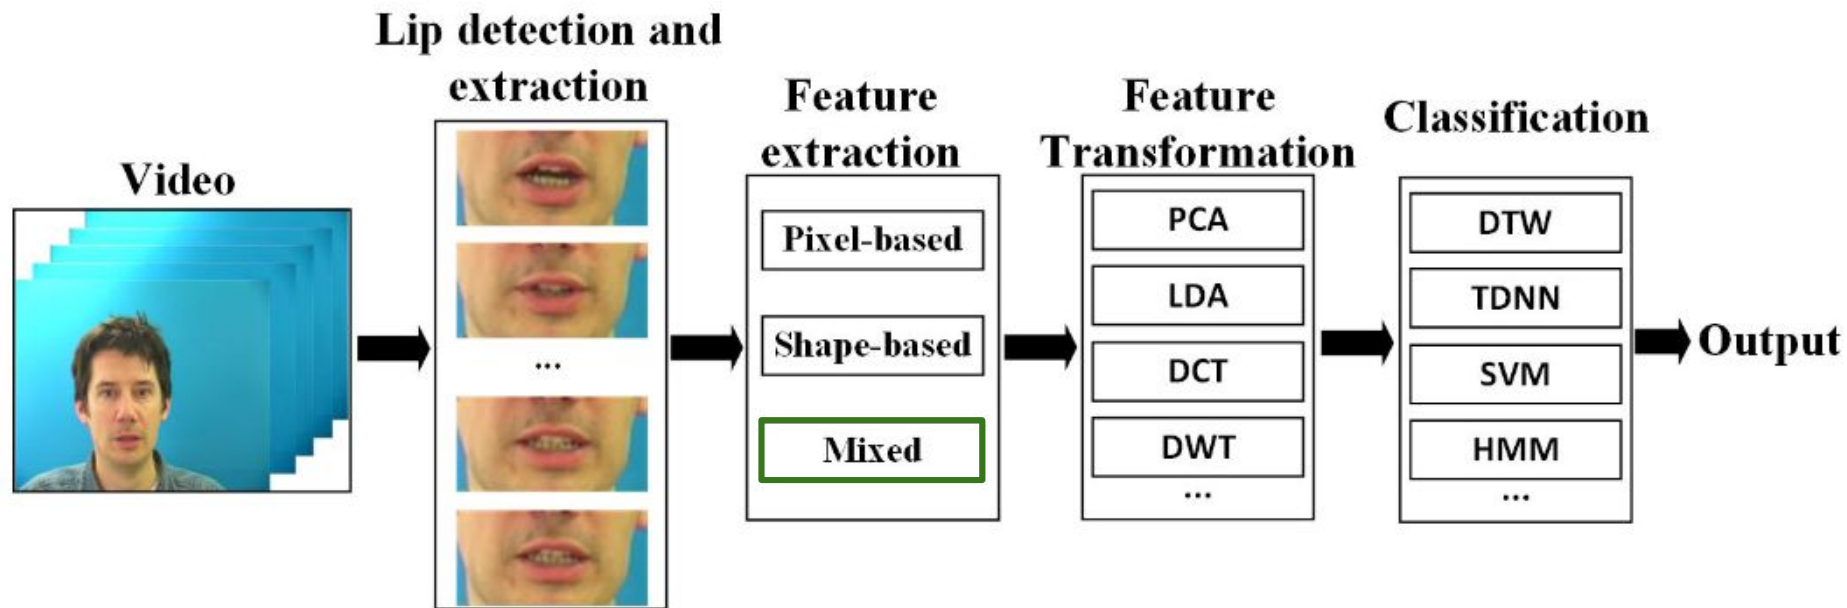 Video
Lip detection and
extraction
...
Feature
extraction
Pixel-based
Shape-based
Mixed
Feature
Transformation
PCA
LDA
DCT
DWT
...
Classification
DTW
TDNN
SVM
HMM
...
Output